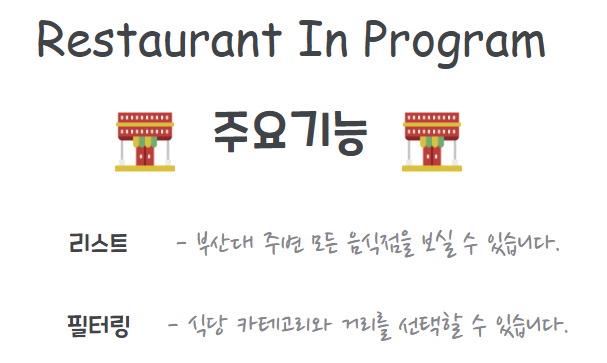 Restaurant In Program
주요기능
리스트 - 부산대 주변 모든 음식점을 보실 수 있습니다.
필터링 - 식당 카테고리와 거리를 선택할 수 있습니다.